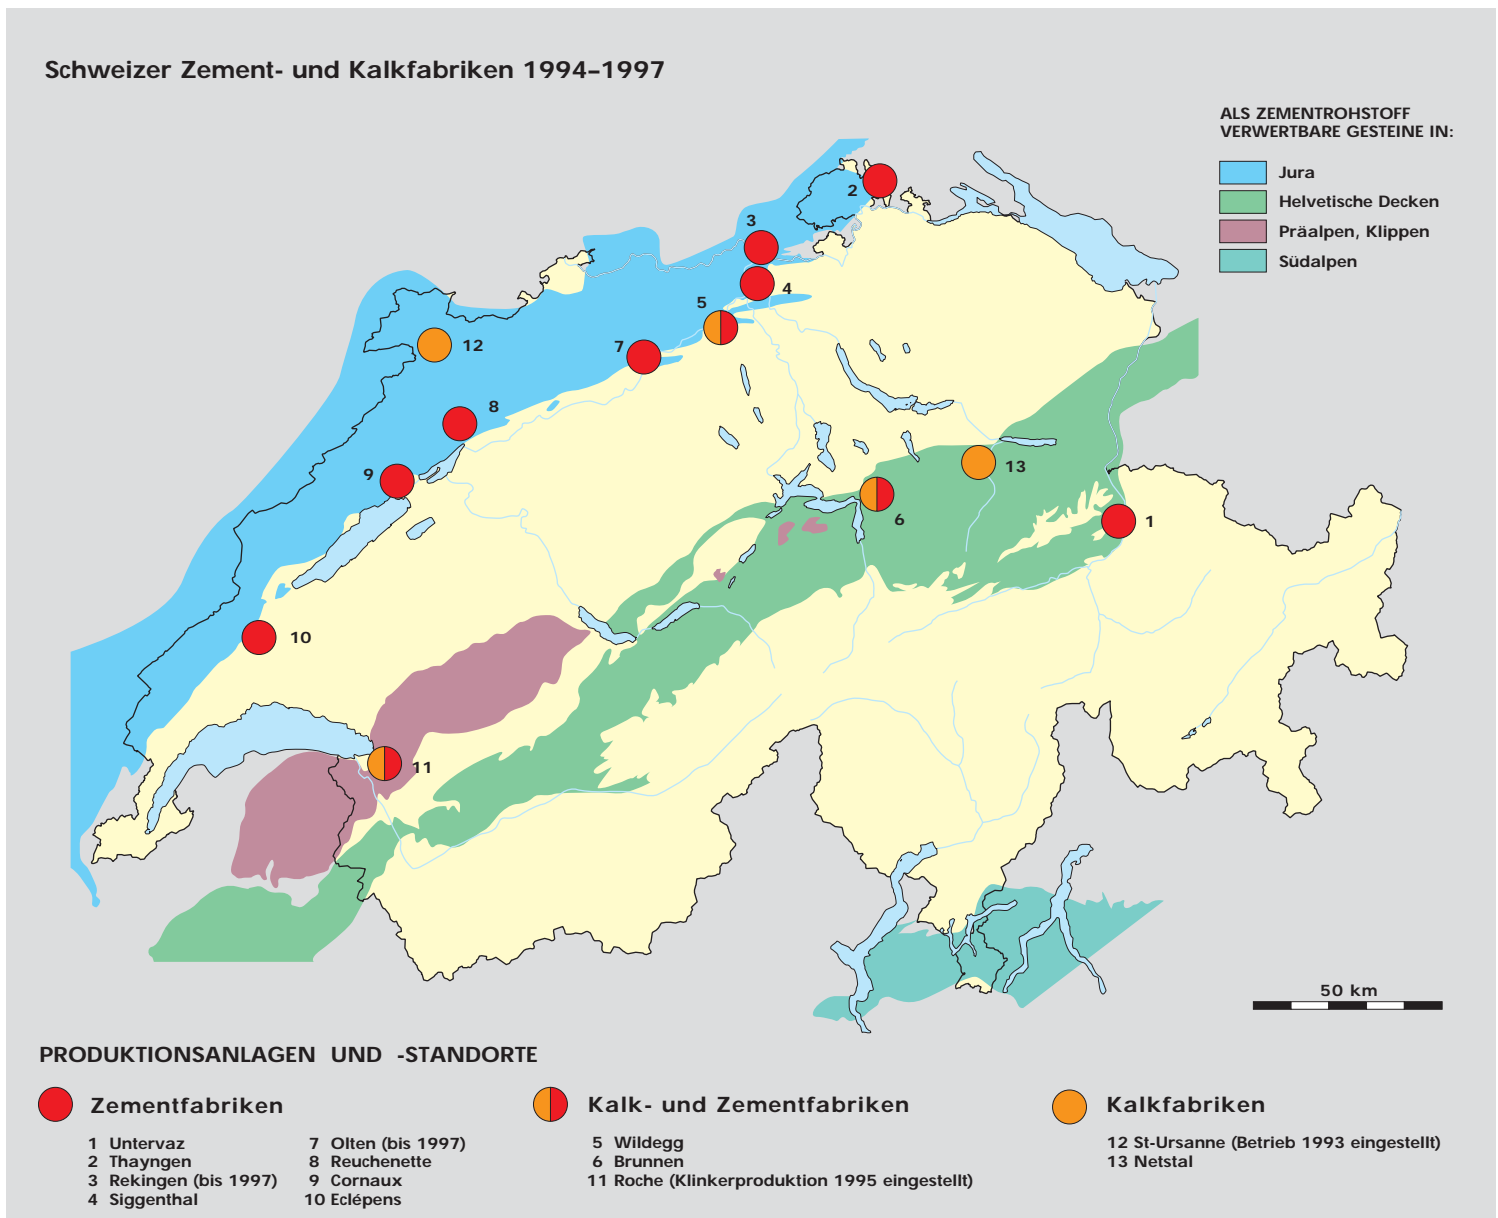 Schweizer Zement- und Kalkfabriken 1994–1997
ALS ZEMENTROHSTOFF
VERWERTBARE GESTEINE IN:
Jura
Helvetische Decken
Präalpen, Klippen
Südalpen
2
3
4
5
12
7
8
9
13
6
1
10
11
50 km
PRODUKTIONSANLAGEN UND -STANDORTE
Zementfabriken
1 Untervaz
2 Thayngen
3 Rekingen (bis 1997)
4 Siggenthal
7 Olten (bis 1997)
8 Reuchenette
9 Cornaux
10 Eclépens
Kalk- und Zementfabriken
5 Wildegg
6 Brunnen
11 Roche (Klinkerproduktion 1995 eingestellt)
Kalkfabriken
12 St-Ursanne (Betrieb 1993 eingestellt)
13 Netstal